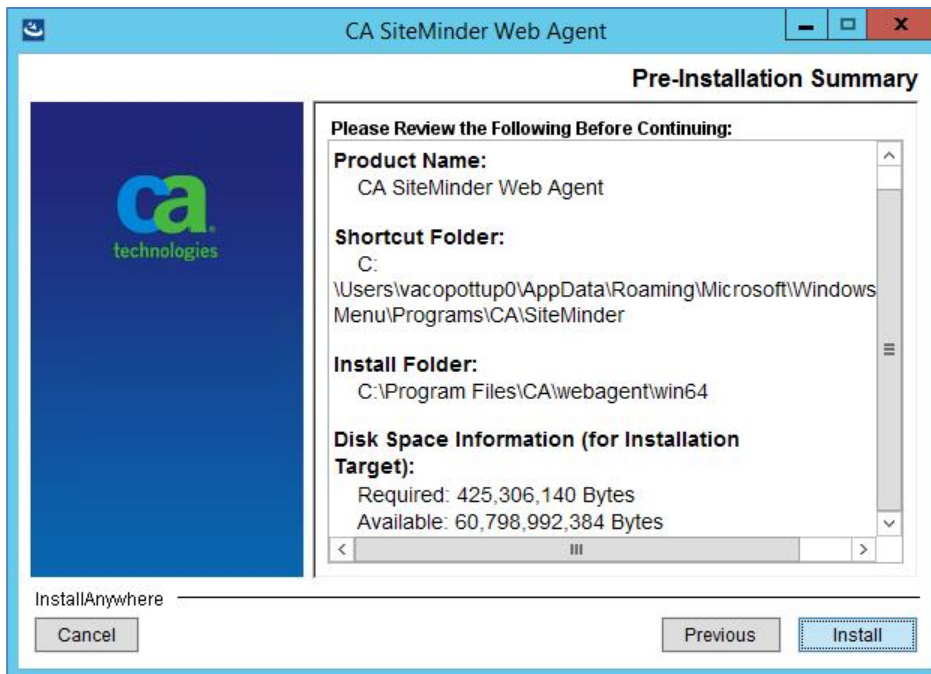 CA SiteMinder Web Agent
X
Pre-Installation Summary
ca
technologies
Please Review the Following Before Continuing:
Product Name:
CA SiteMinder Web Agent
Shortcut Folder:
C:
\Users\vacopottup0\AppData\Roaming\Microsoft\Windows
Menu\Programs\CA\SiteMinder
Install Folder:
C:\Program Files\CA\webagent\win64
Disk Space Information (for Installation
Target):
Required: 425,306,140 Bytes
Available: 60,798,992,384 Bytes
InstallAnywhere
Cancel
Previous
Install